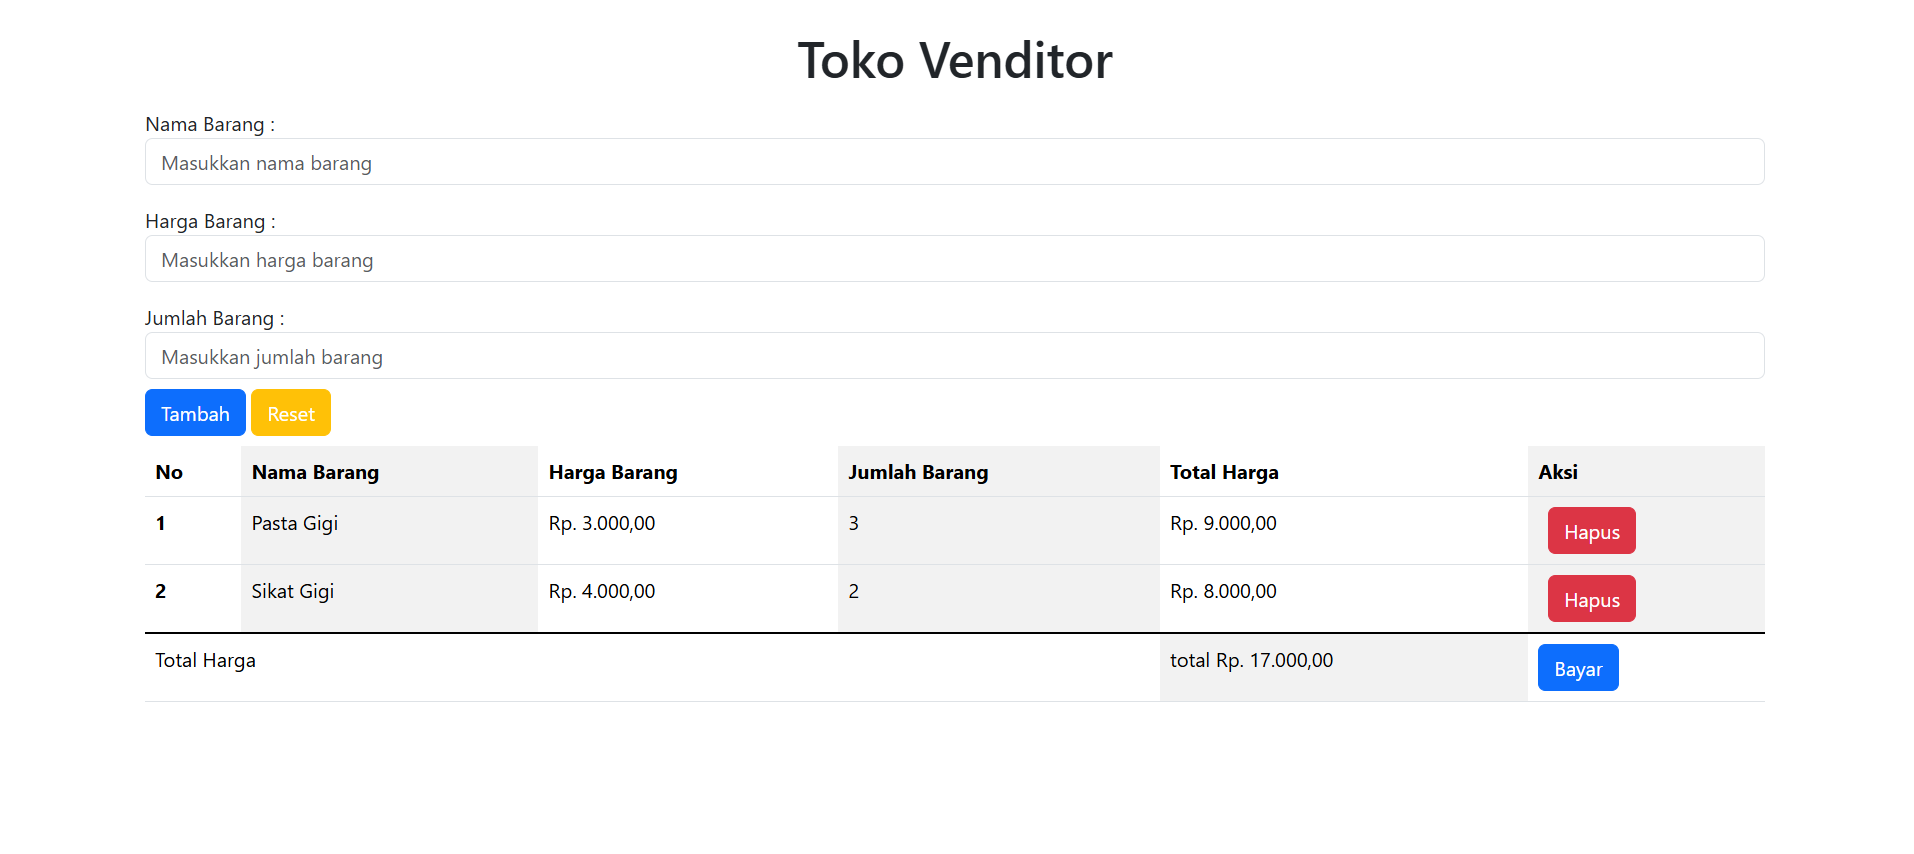 Toko Venditor
Nama Barang :
Masukkan nama barang
Harga Barang :
Masukkan harga barang
Jumlah Barang :
Masukkan jumlah barang
Tambah Reset
No Nama Barang Harga Barang Jumlah Barang Total Harga Aksi
1 Pasta Gigi Rp. 3.000,00 3 Rp. 9.000,00 Hapus
2 Sikat Gigi Rp. 4.000,00 2 Rp. 8.000,00 Hapus
Total Harga total Rp. 17.000,00 Bayar